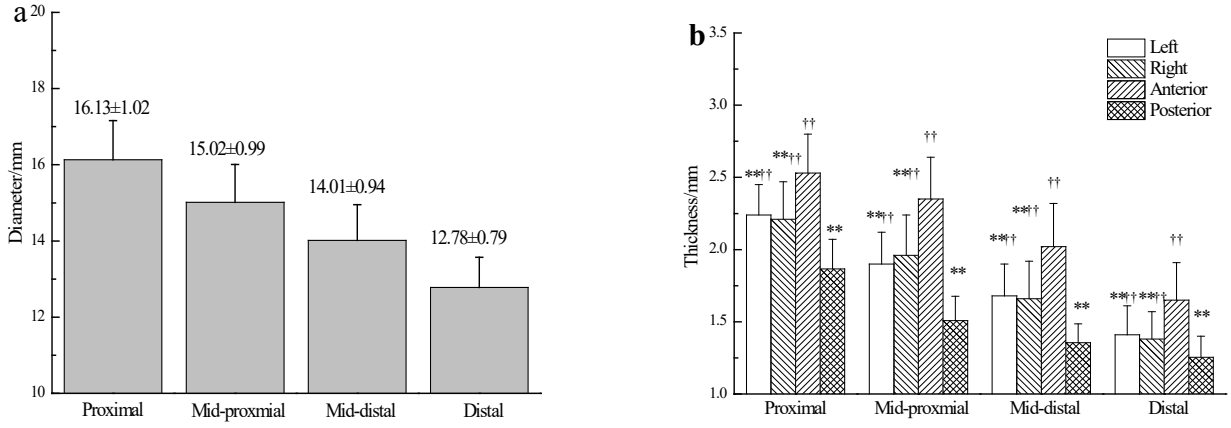 a
20
18
16
14
12
10
Diameter/mm
16.13±1.02
15.02±0.99
14.01±0.94
12.78±0.79
Proximal Mid-proxmial Mid-distal Distal
b
3.5
3.0
2.5
2.0
1.5
1.0
Thickness/mm
Left
Right
Anterior
Posterior
**†† **†† †† **
**†† **†† †† **
**†† **†† †† **
**†† **†† †† **
Proximal Mid-proxmial Mid-distal Distal